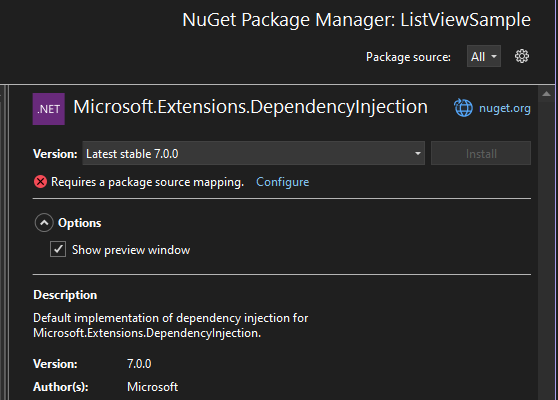 NuGet Package Manager: ListViewSample
Package source: All
.NET Microsoft.Extensions.DependencyInjection nuget.org
Version: Latest stable 7.0.0 Install
Requires a package source mapping. Configure
Options
Show preview window
Description
Default implementation of dependency injection for
Microsoft.Extensions.DependencyInjection.
Version: 7.0.0
Author(s): Microsoft